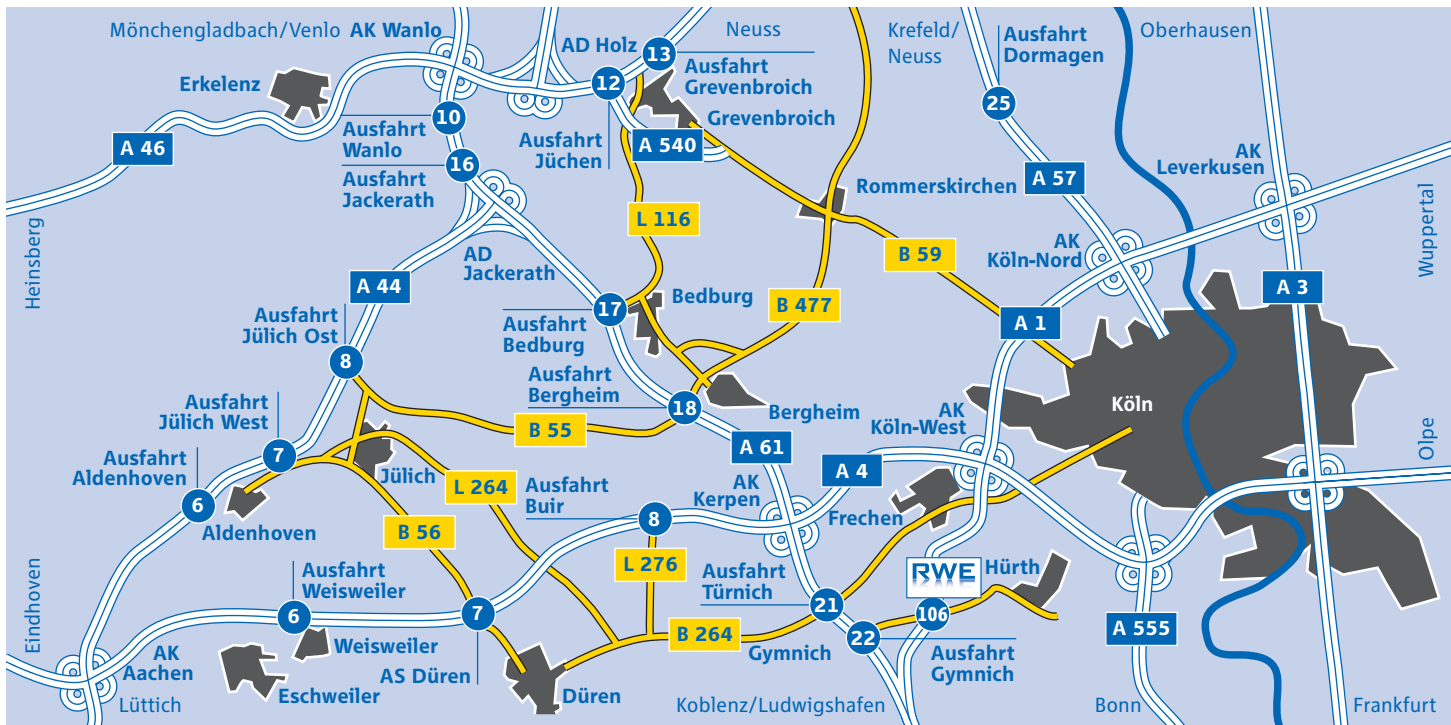 Mönchengladbach/Venlo AK Wanlo
Neuss
Krefeld/
Neuss
Ausfahrt
Dormagen
Oberhausen
AD Holz
13
Ausfahrt
Grevenbroich
12
Erkelenz
25
Grevenbroich
10
Ausfahrt
Wanlo
Ausfahrt
Jüchen
A 540
A 46
AK
Leverkusen
16
Ausfahrt
Jackerath
Rommerskirchen
A 57
L 116
Heinsberg
Wuppertal
AD
Jackerath
B 59
AK
Köln-Nord
A 44
A 3
Bedburg
B 477
17
Ausfahrt
Bedburg
A 1
Ausfahrt
Jülich Ost
8
Ausfahrt
Bergheim
18
Bergheim
Köln
Ausfahrt
Jülich West
7
B 55
AK
Köln-West
A 61
Olpe
Ausfahrt
Aldenhoven
6
Jülich
L 264
Ausfahrt
Buir
8
AK
Kerpen
A 4
Frechen
Aldenhoven
B 56
L 276
Eindhoven
Ausfahrt
Weisweiler
6
7
Ausfahrt
Türnich
21
RWE
Hürth
106
22
A 555
Weisweiler
B 264
Gymnich
Ausfahrt
Gymnich
AK
Aachen
AS Düren
Eschweiler
Düren
Lüttich
Koblenz/Ludwigshafen
Bonn
Frankfurt